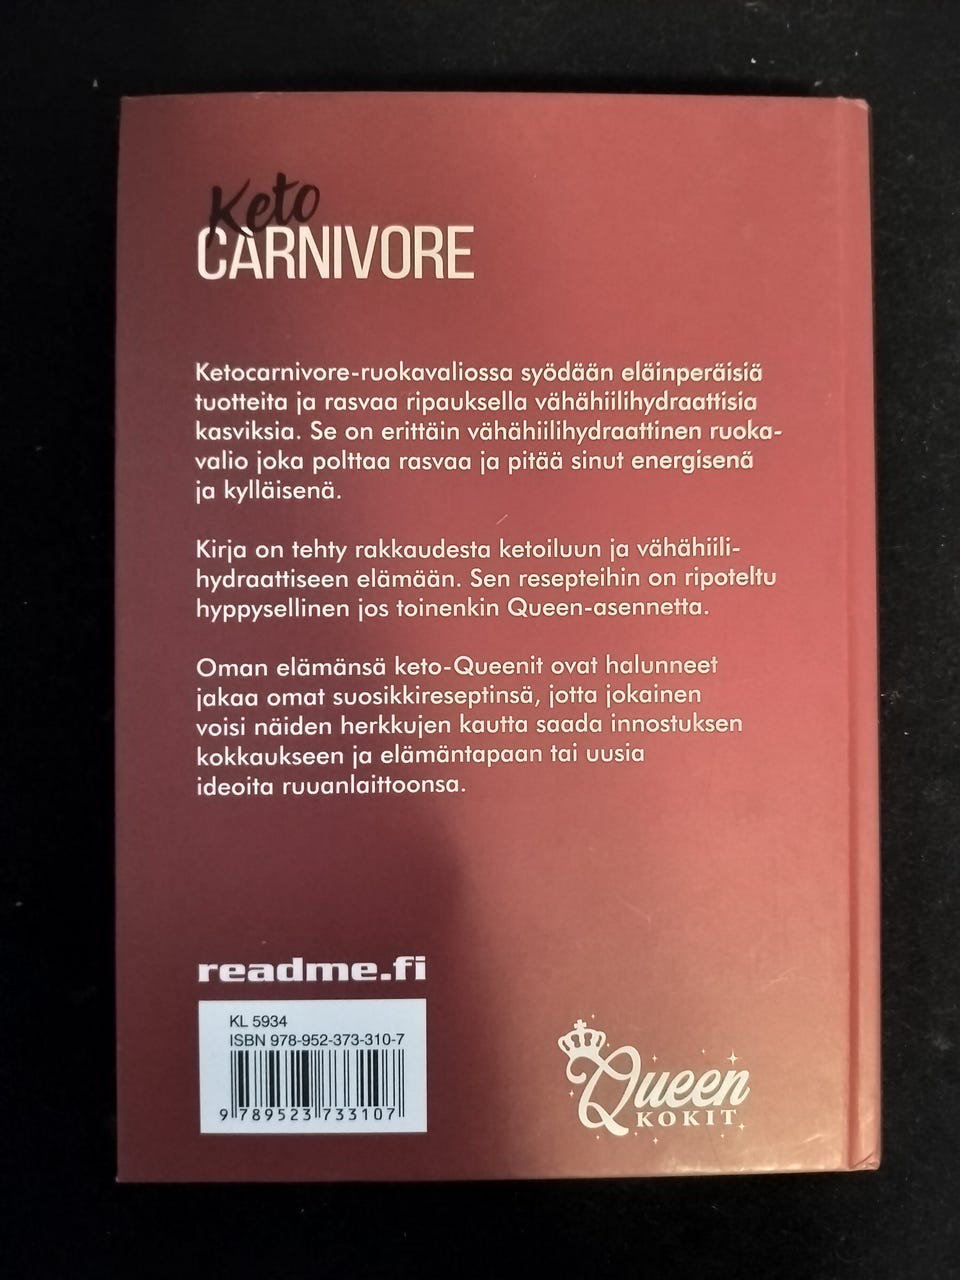 Keto
CARNIVORE
Ketocarnivore-ruokavaliossa syödään eläinperäisiä
tuotteita ja rasvaa ripauksella vähähiilihydraattisia
kasviksia. Se on erittäin vähähiilihydraattinen ruoka-
valio joka polttaa rasvaa ja pitää sinut energisenä
ja kylläisenä.
Kirja on tehty rakkaudesta ketoiluun ja vähähiili-
hydraattiseen elämään. Sen resepteihin on ripoteltu
hyppysellinen jos toinenkin Queen-asennetta.
Oman elämänsä keto-Queenit ovat halunneet
jakaa omat suosikkireseptinsä, jotta jokainen
voisi näiden herkkujen kautta saada innostuksen
kokkaukseen ja elämäntapaan tai uusia
ideoita ruuanlaittoonsa.
readme.fi
KL 5934
ISBN 978-952-373-310-7
9 789523 733107
Queen
KOKIT